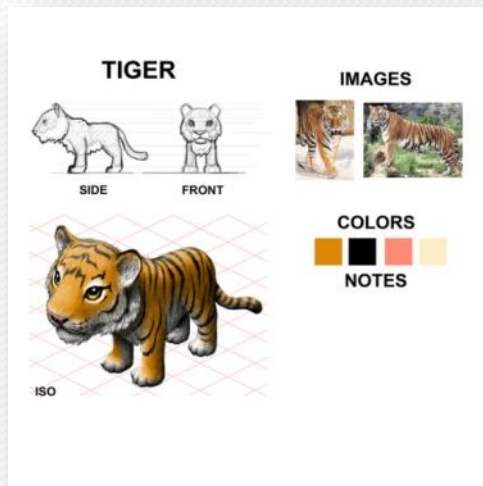 TIGER
SIDE
FRONT
ISO
IMAGES
COLORS
NOTES